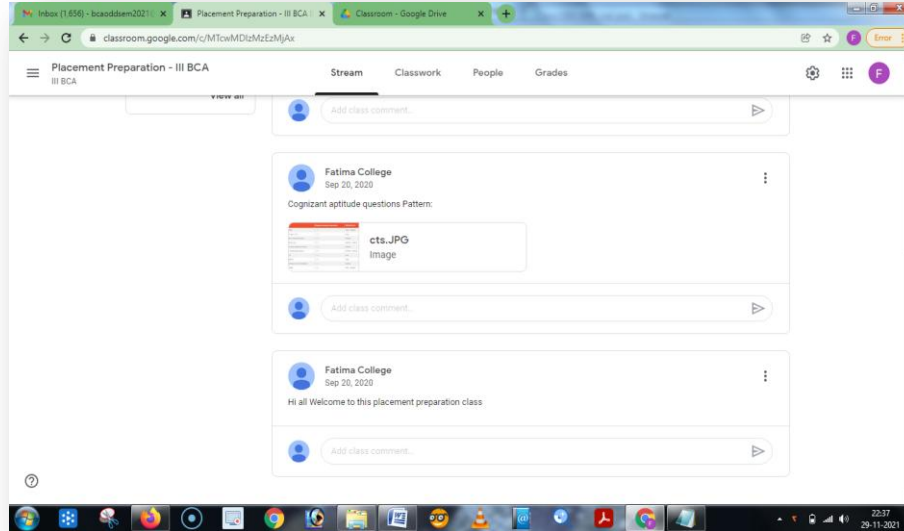 Inbox (1,656) - bcaoddsem2021
Placement Preparation - III BCA
Classroom - Google Drive
classroom.google.com/c/MTcwMDIzMzEzMjAx
Error
Placement Preparation - III BCA
III BCA
Stream
Classwork
People
Grades
F
View all
Add class comment...
Fatima College
Sep 20, 2020
Cognizant aptitude questions Pattern:
cts.JPG
Image
Add class comment...
Fatima College
Sep 20, 2020
Hi all Welcome to this placement preparation class
Add class comment...
22:37
29-11-2021